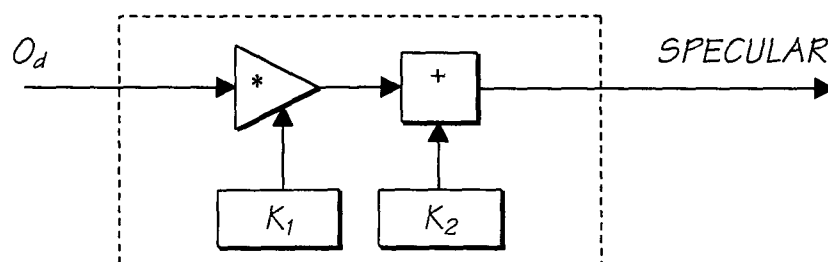 O_d
SPECULAR
*
+
K_1
K_2